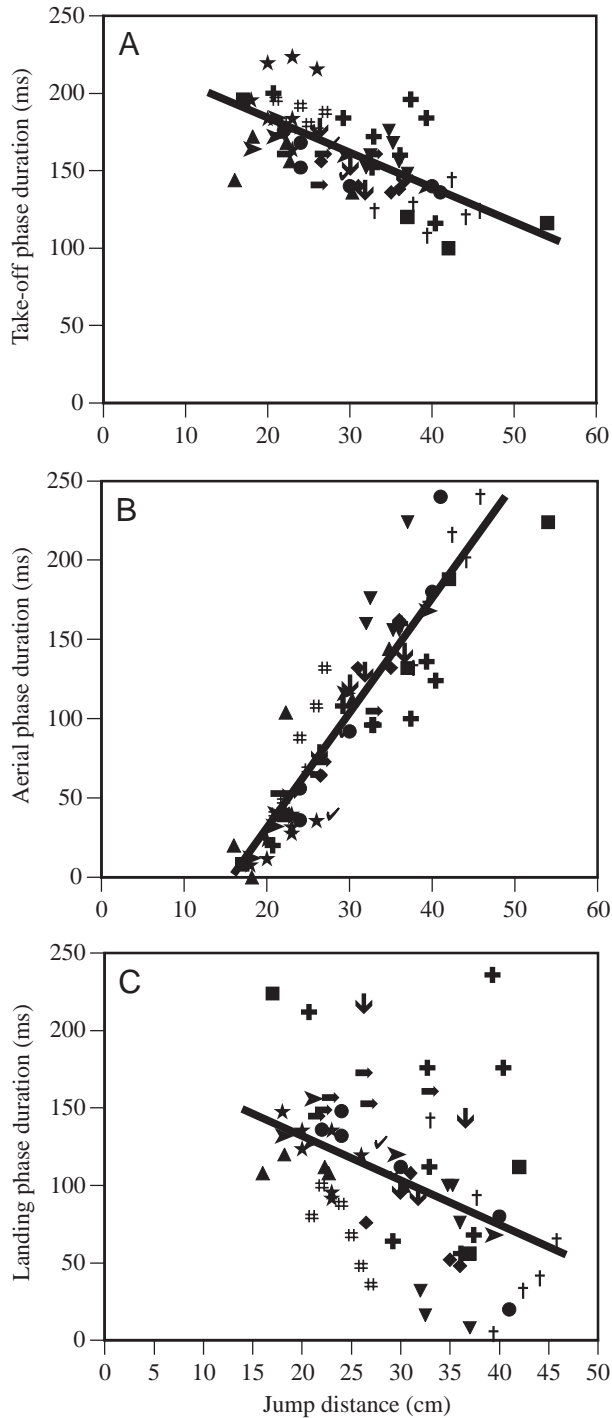 A
Take-off phase duration (ms)
250
200
150
100
50
0
0 10 20 30 40 50 60
B
Aerial phase duration (ms)
250
200
150
100
50
0
0 10 20 30 40 50 60
C
Landing phase duration (ms)
250
200
150
100
50
0
0 5 10 15 20 25 30 35 40 45 50
Jump distance (cm)